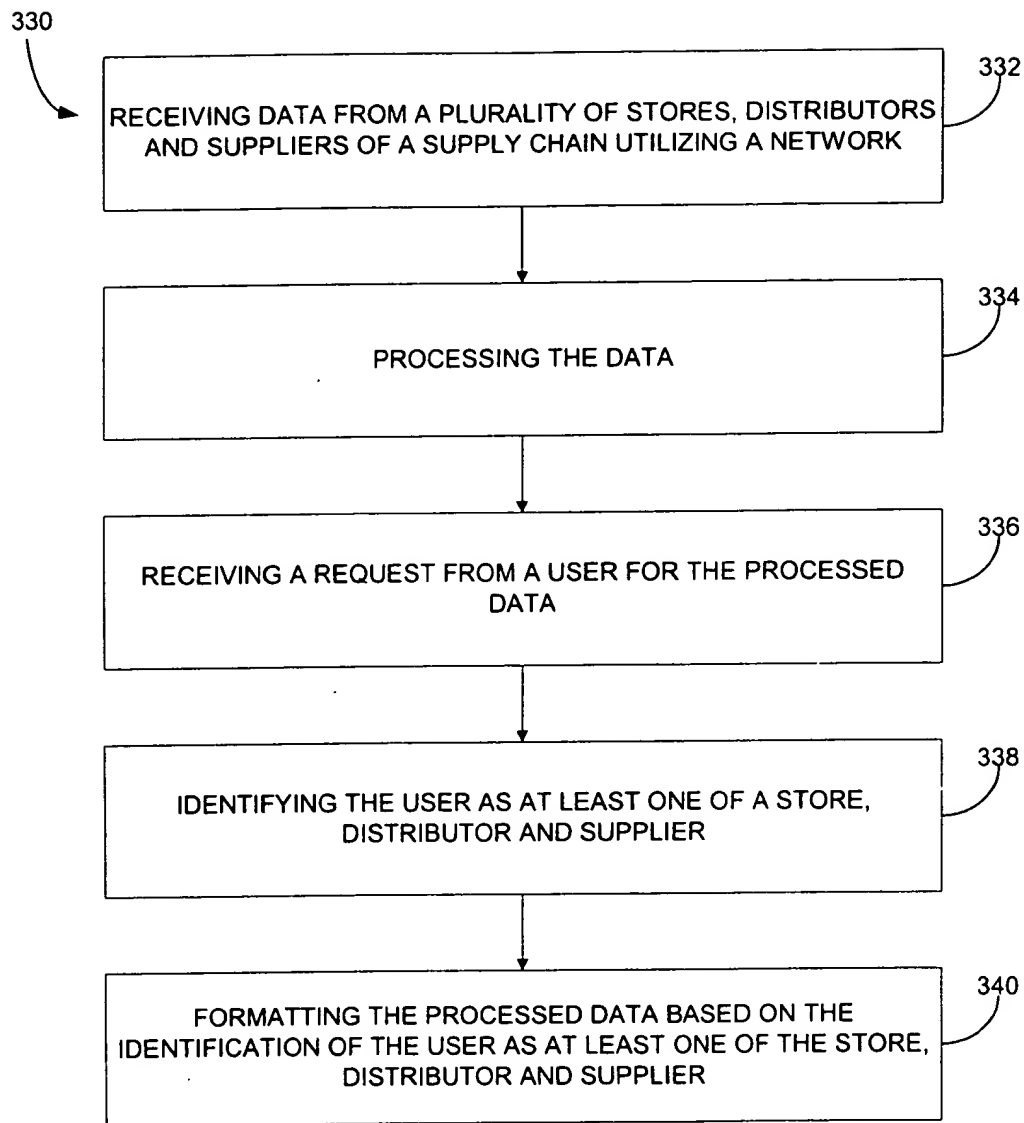 330
332
RECEIVING DATA FROM A PLURALITY OF STORES, DISTRIBUTORS
AND SUPPLIERS OF A SUPPLY CHAIN UTILIZING A NETWORK
334
PROCESSING THE DATA
336
RECEIVING A REQUEST FROM A USER FOR THE PROCESSED
DATA
338
IDENTIFYING THE USER AS AT LEAST ONE OF A STORE,
DISTRIBUTOR AND SUPPLIER
340
FORMATTING THE PROCESSED DATA BASED ON THE
IDENTIFICATION OF THE USER AS AT LEAST ONE OF THE STORE,
DISTRIBUTOR AND SUPPLIER